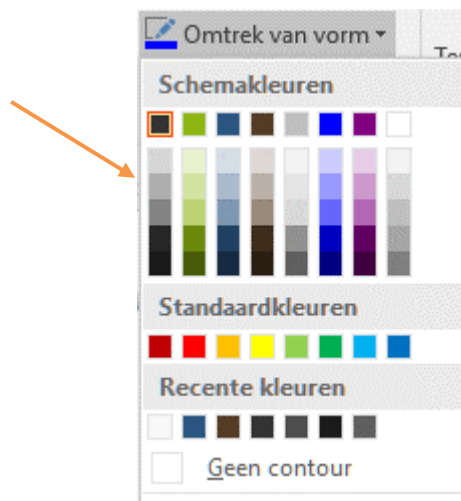 Omtrek van vorm
Schemakleuren
Standaardkleuren
Recente kleuren
Geen contour